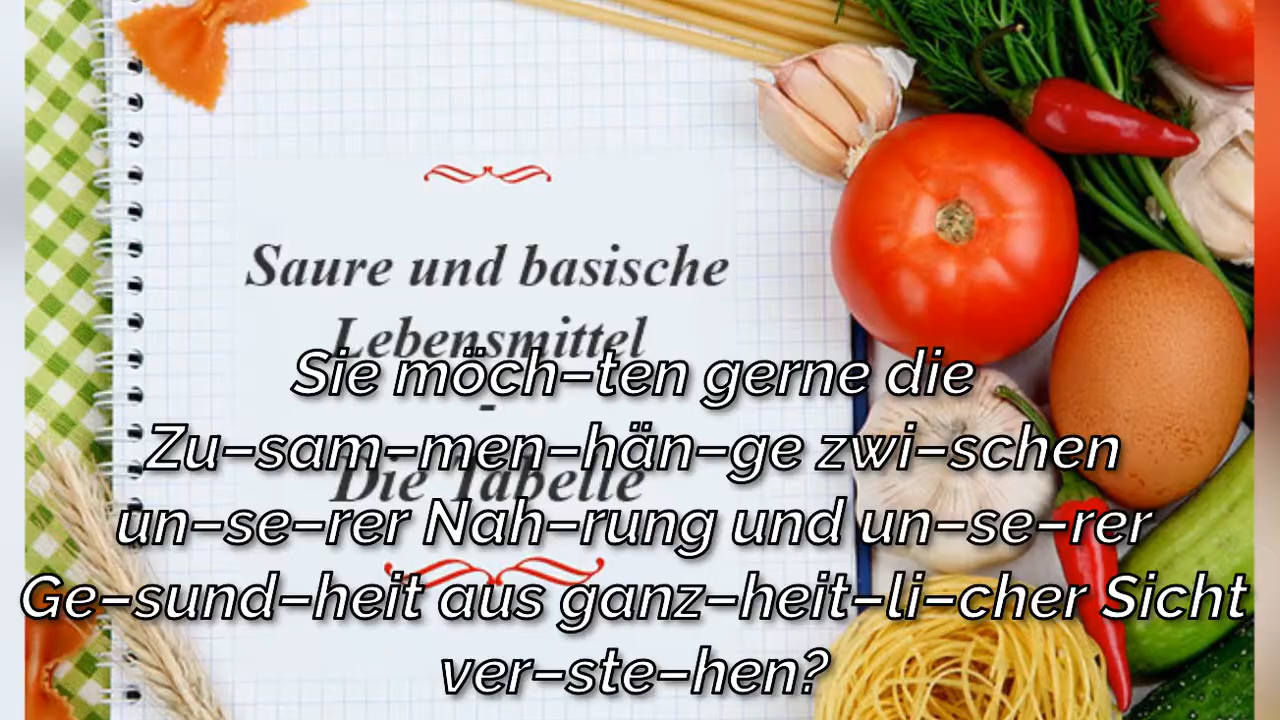 Saure und basische
Lebensmittel
-
Die Tabelle
Sie möch–ten gerne die
Zu–sam–men–hän–ge zwi–schen
un–se–rer Nah–rung und un–se–rer
Ge–sund–heit aus ganz–heit–li–cher Sicht
ver–ste–hen?